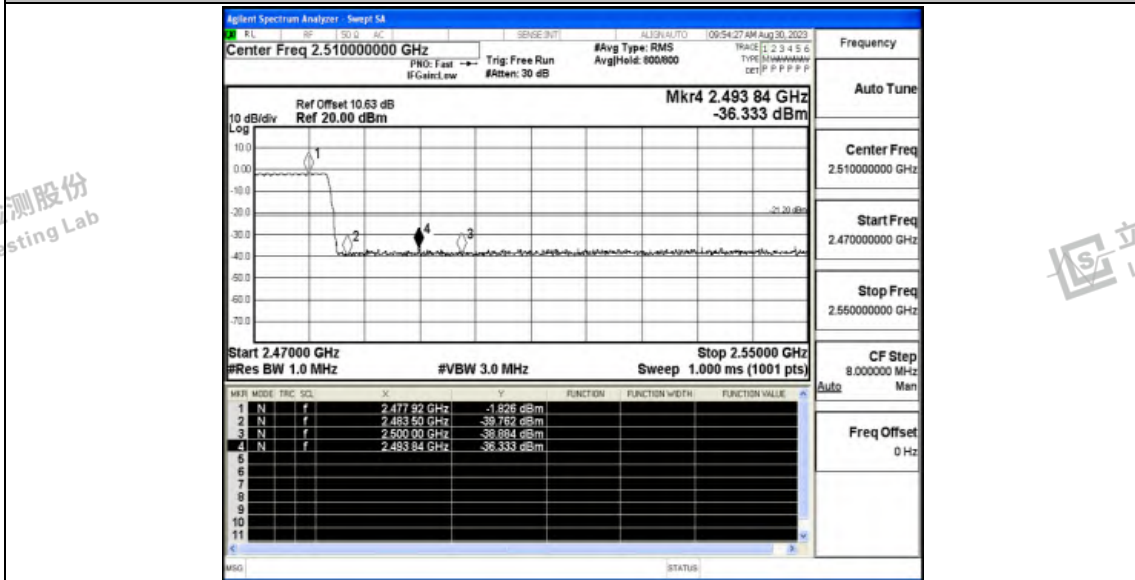 Agilent Spectrum Analyzer - Swept SA
RL RF 50 Ω AC SENSE:INT ALIGN AUTO 09:54:27 AM Aug 30, 2023
Center Freq 2.510000000 GHz
PNO: Fast
IFGain:Low
Trig: Free Run
#Atten: 30 dB
#Avg Type: RMS
Avg|Hold: 800/800
TRACE 1 2 3 4 5 6
TYPE M
DET P P P P P P
Ref Offset 10.63 dB
Ref 20.00 dBm
10 dB/div
Log
Mkr4 2.493 84 GHz
-36.333 dBm
10.0
0.00
-10.0
-20.0
-30.0
-40.0
-50.0
-60.0
-70.0
1
2
4
3
-21.20 dBm
Start 2.47000 GHz
Stop 2.55000 GHz
#Res BW 1.0 MHz
#VBW 3.0 MHz
Sweep 1.000 ms (1001 pts)
MKR MODE TRC SCL X Y FUNCTION FUNCTION WIDTH FUNCTION VALUE
1 N f 2.477 92 GHz -1.826 dBm
2 N f 2.483 50 GHz -39.762 dBm
3 N f 2.500 00 GHz -38.884 dBm
4 N f 2.493 84 GHz -36.333 dBm
5
6
7
8
9
10
11
MSG
STATUS
Frequency
Auto Tune
Center Freq
2.510000000 GHz
Start Freq
2.470000000 GHz
Stop Freq
2.550000000 GHz
CF Step
8.000000 MHz
Auto Man
Freq Offset
0 Hz
测股份
esting Lab
立